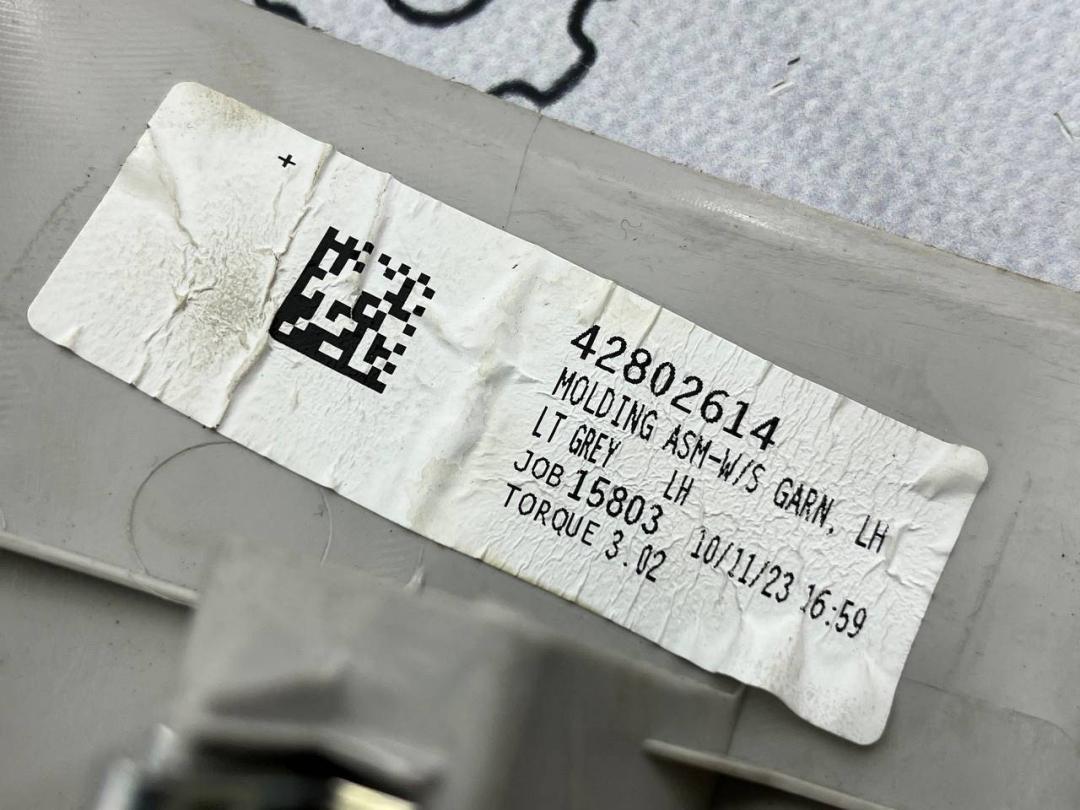 42802614
MOLDING ASM-W/S GARN, LH
LT GREY LH
JOB 15803 10/11/23 16:59
TORQUE 3.02